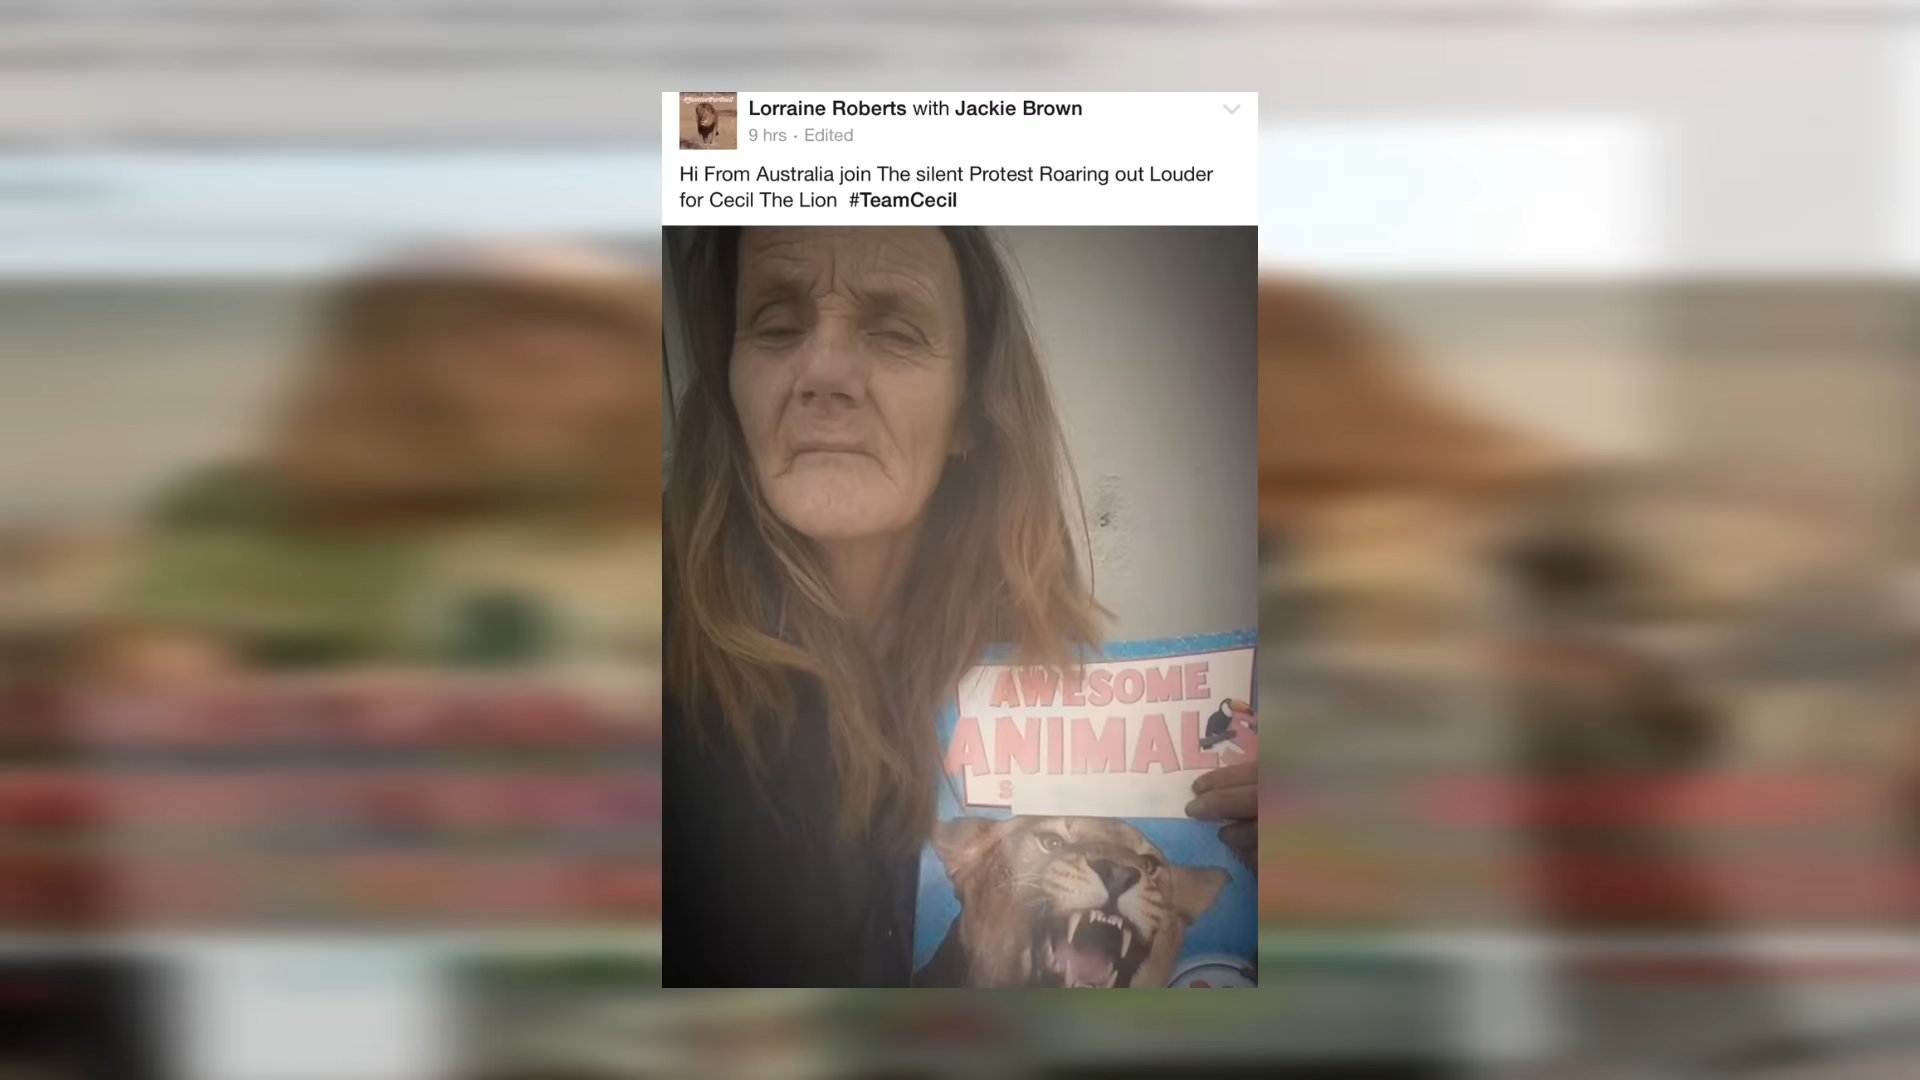 Lorraine Roberts with Jackie Brown
9 hrs · Edited
Hi From Australia join The silent Protest Roaring out Louder
for Cecil The Lion #TeamCecil
AWESOME
ANIMALS
S